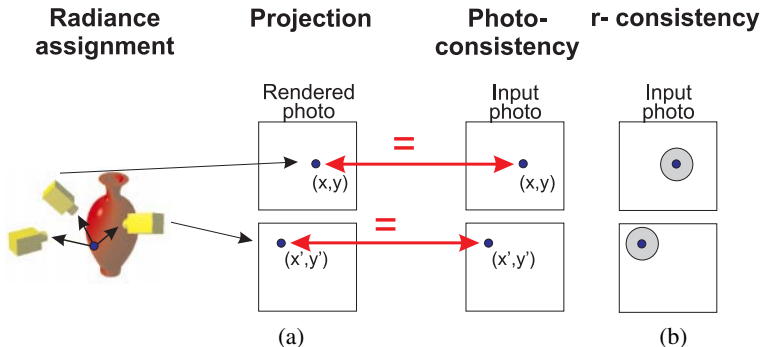 Radiance
assignment
Projection
Photo-
consistency
r- consistency
Rendered
photo
Input
photo
Input
photo
=
(x,y)
(x,y)
=
(x',y')
(x',y')
(a)
(b)